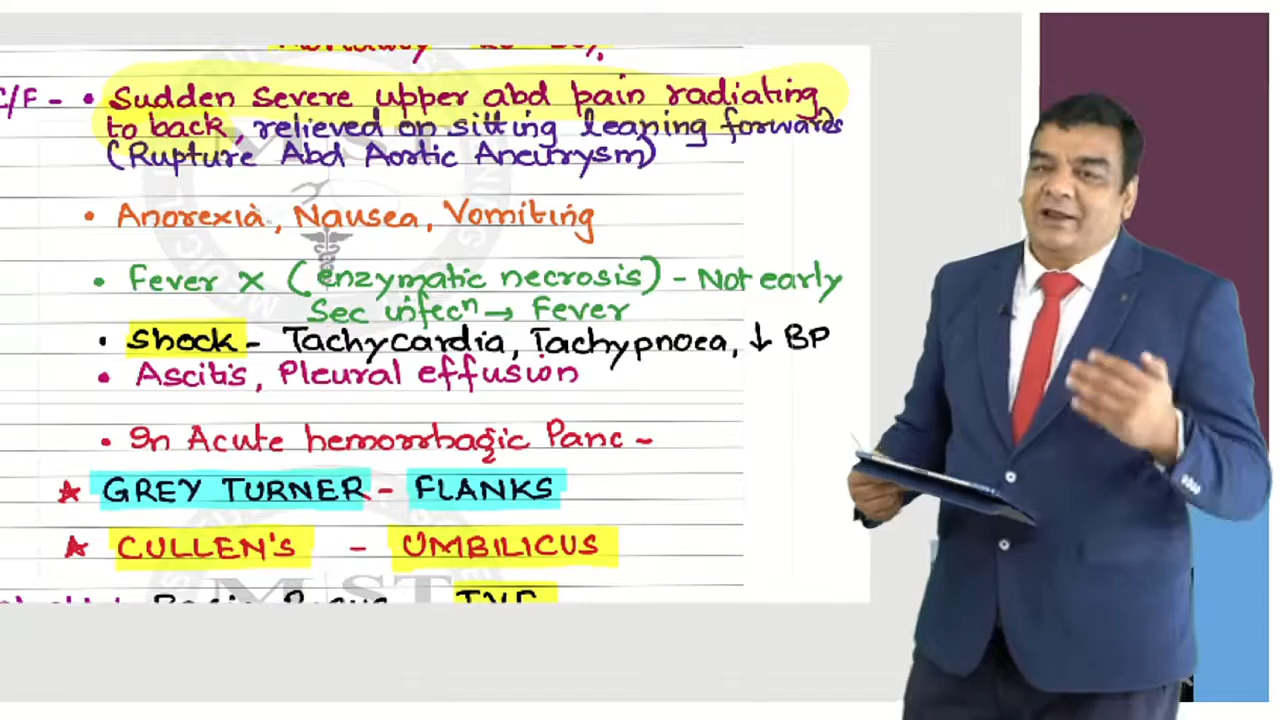 C/F - • Sudden severe upper abd pain radiating
to back, relieved on sitting leaning forwards
(Rupture Abd Aortic Aneurysm)
• Anorexia, Nausea, Vomiting
• Fever X (enzymatic necrosis) - Not early
Sec infecⁿ → Fever
• Shock - Tachycardia, Tachypnoea, ↓ BP
• Ascitis, Pleural effusion
• In Acute hemorrhagic Panc -
★ GREY TURNER - FLANKS
★ CULLEN'S - UMBILICUS